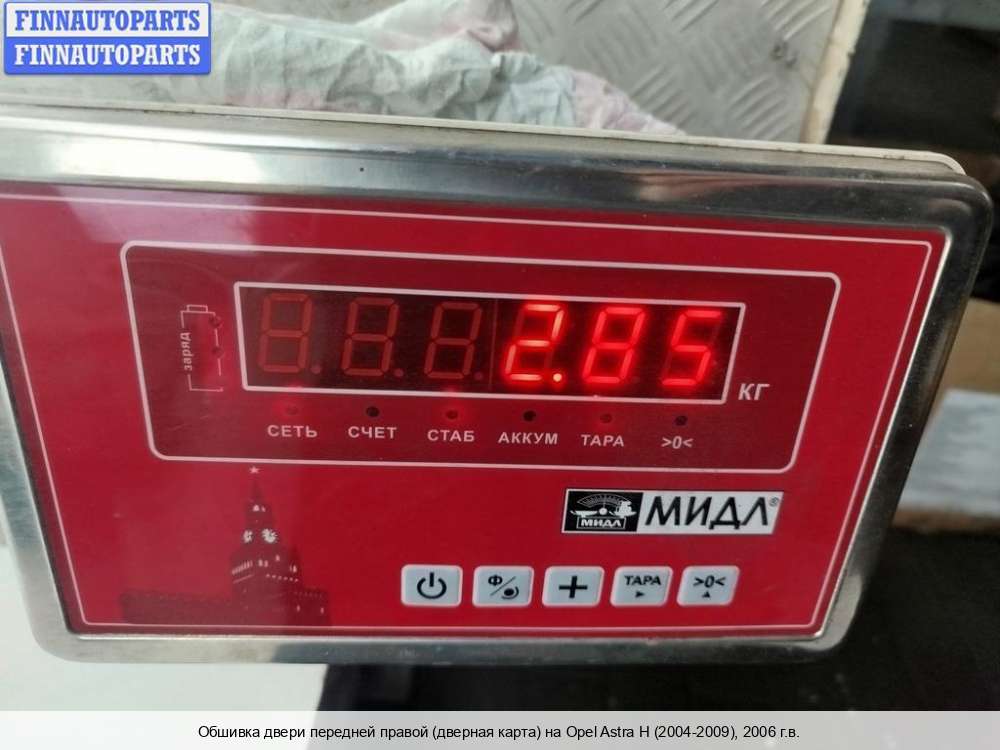 FINNAUTOPARTS
FINNAUTOPARTS
заряд
2.85
КГ
СЕТЬ СЧЕТ СТАБ АККУМ ТАРА >0<
МИДЛ МИДЛ®
Ф ТАРА >0<
Обшивка двери передней правой (дверная карта) на Opel Astra H (2004-2009), 2006 г.в.